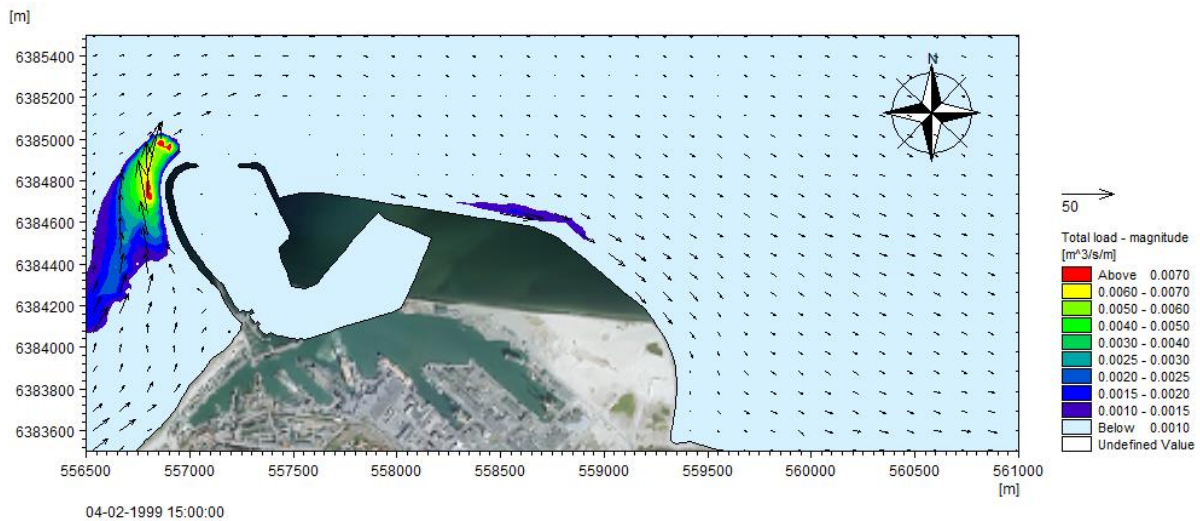 [m]
6385400
6385200
6385000
6384800
6384600
6384400
6384200
6384000
6383800
6383600
556500 557000 557500 558000 558500 559000 559500 560000 560500 561000
[m]
04-02-1999 15:00:00
N
50
Total load - magnitude
[m^3/s/m]
Above 0.0070
0.0060 - 0.0070
0.0050 - 0.0060
0.0040 - 0.0050
0.0030 - 0.0040
0.0025 - 0.0030
0.0020 - 0.0025
0.0015 - 0.0020
0.0010 - 0.0015
Below 0.0010
Undefined Value